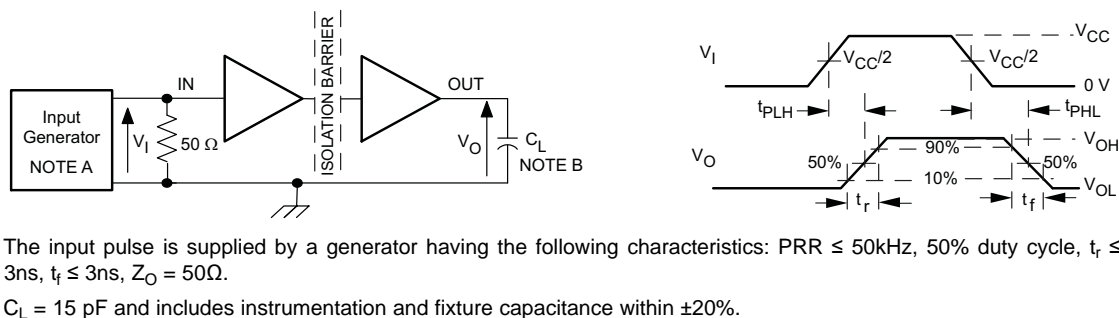 Input
Generator
NOTE A
V_I
IN
50 Ω
ISOLATION BARRIER
OUT
V_O
C_L
NOTE B
V_I
V_CC/2
V_CC/2
V_CC
0 V
t_PLH
t_PHL
V_O
50%
90%
10%
50%
V_OH
V_OL
t_r
t_f
The input pulse is supplied by a generator having the following characteristics: PRR ≤ 50kHz, 50% duty cycle, t_r ≤
3ns, t_f ≤ 3ns, Z_O = 50Ω.
C_L = 15 pF and includes instrumentation and fixture capacitance within ±20%.